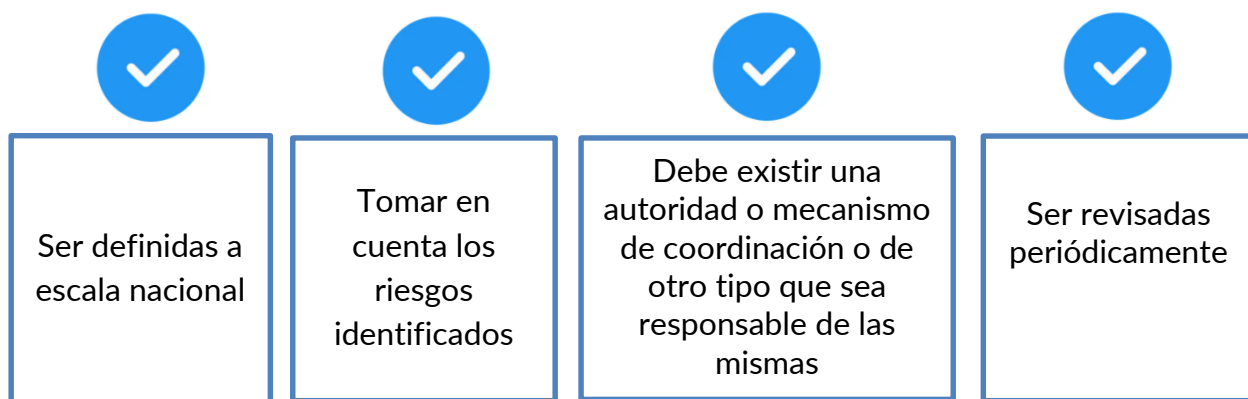 Ser definidas a
escala nacional
Tomar en
cuenta los
riesgos
identificados
Debe existir una
autoridad o mecanismo
de coordinación o de
otro tipo que sea
responsable de las
mismas
Ser revisadas
periódicamente